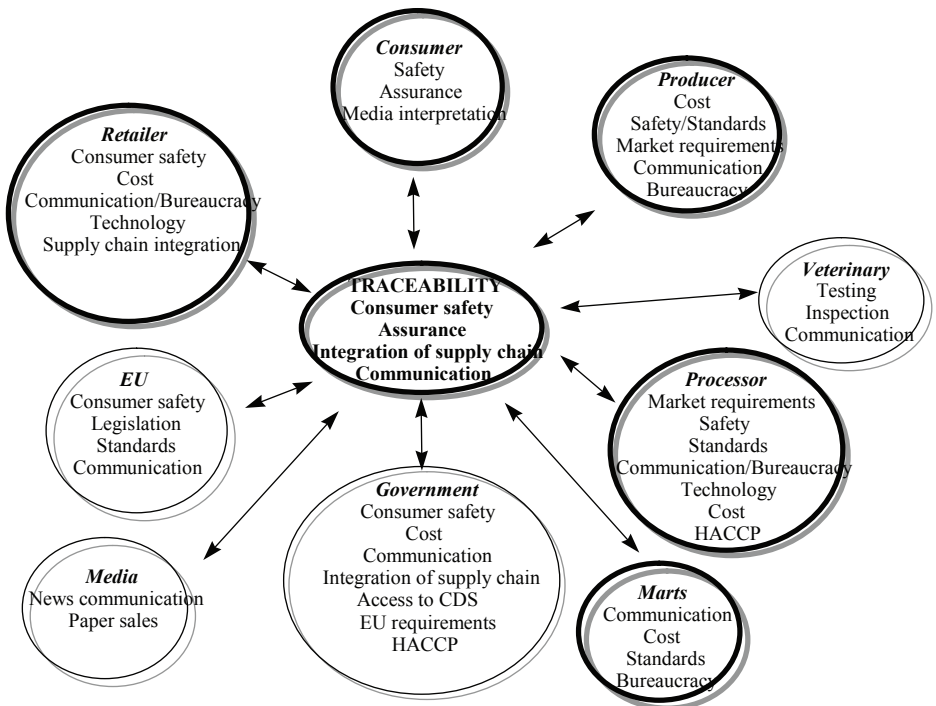 Consumer
Safety
Assurance
Media interpretation
Producer
Cost
Safety/Standards
Market requirements
Communication
Bureaucracy
Retailer
Consumer safety
Cost
Communication/Bureaucracy
Technology
Supply chain integration
TRACEABILITY
Consumer safety
Assurance
Integration of supply chain
Communication
Veterinary
Testing
Inspection
Communication
EU
Consumer safety
Legislation
Standards
Communication
Processor
Market requirements
Safety
Standards
Communication/Bureaucracy
Technology
Cost
HACCP
Government
Consumer safety
Cost
Communication
Integration of supply chain
Access to CDS
EU requirements
HACCP
Media
News communication
Paper sales
Marts
Communication
Cost
Standards
Bureaucracy